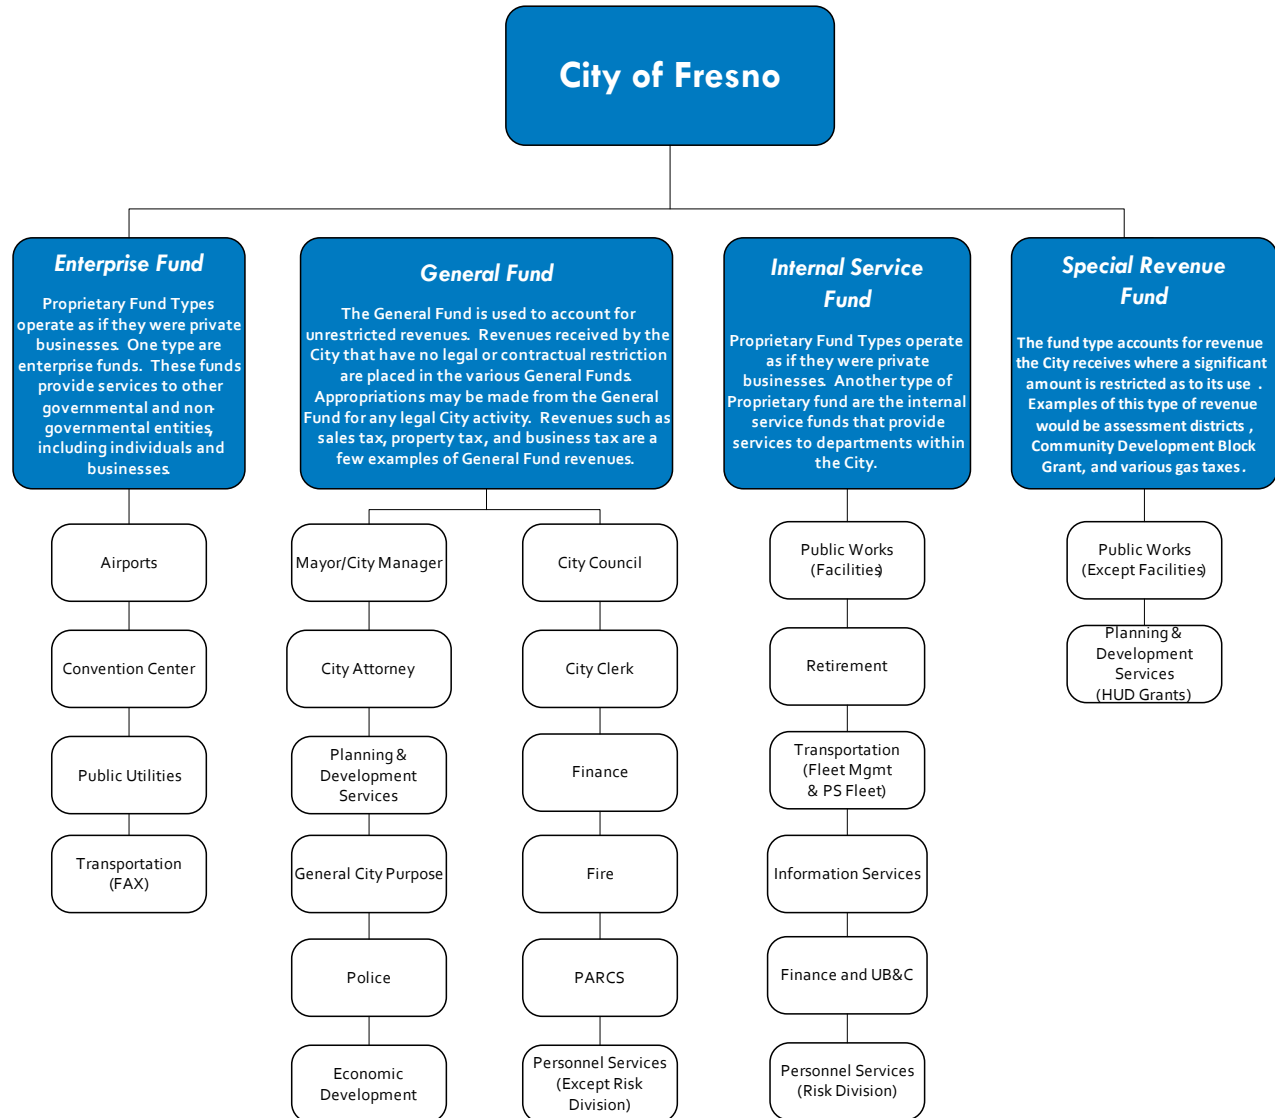 City of Fresno
Enterprise Fund
Proprietary Fund Types
operate as if they were private
businesses. One type are
enterprise funds. These funds
provide services to other
governmental and non-
governmental entities,
including individuals and
businesses.
General Fund
The General Fund is used to account for
unrestricted revenues. Revenues received by the
City that have no legal or contractual restriction
are placed in the various General Funds.
Appropriations may be made from the General
Fund for any legal City activity. Revenues such as
sales tax, property tax, and business tax are a
few examples of General Fund revenues.
Internal Service
Fund
Proprietary Fund Types operate
as if they were private
businesses. Another type of
Proprietary fund are the internal
service funds that provide
services to departments within
the City.
Special Revenue
Fund
The fund type accounts for revenue
the City receives where a significant
amount is restricted as to its use .
Examples of this type of revenue
would be assessment districts ,
Community Development Block
Grant, and various gas taxes .
Airports
Convention Center
Public Utilities
Transportation
(FAX)
Mayor/City Manager
City Attorney
Planning &
Development
Services
General City Purpose
Police
Economic
Development
City Council
City Clerk
Finance
Fire
PARCS
Personnel Services
(Except Risk
Division)
Public Works
(Facilities)
Retirement
Transportation
(Fleet Mgmt
& PS Fleet)
Information Services
Finance and UB&C
Personnel Services
(Risk Division)
Public Works
(Except Facilities)
Planning &
Development
Services
(HUD Grants)